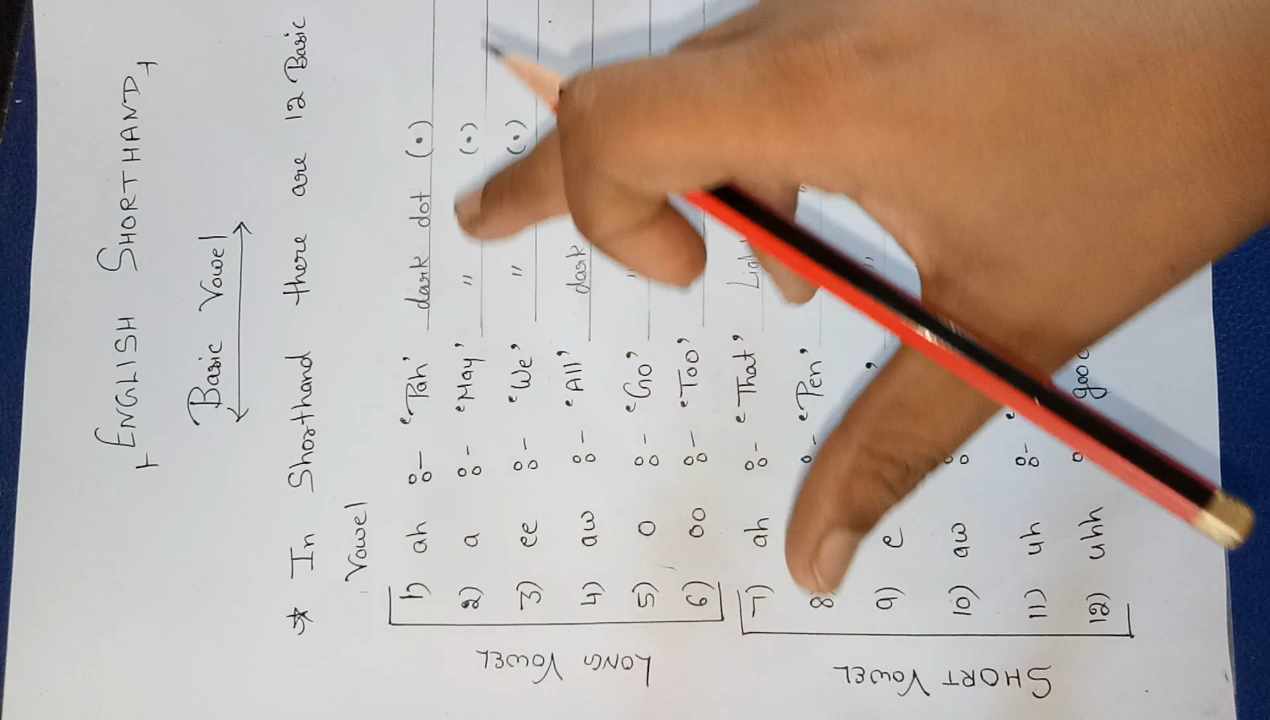 ENGLISH SHORTHAND
Basic Vowel
* In Shorthand there are 12 Basic
Vowel
LONG VOWEL
1) ah :- "Pah" dark dot (•)
2) a :- "May" " (•)
3) ee :- "We" " (•)
4) aw :- "All" dark
5) o :- "Go" "
6) oo :- "Too"
SHORT VOWEL
7) ah :- "That"
8 :- "Pen" "
9) e " "
10) aw
11) uh :- "
12) uhh